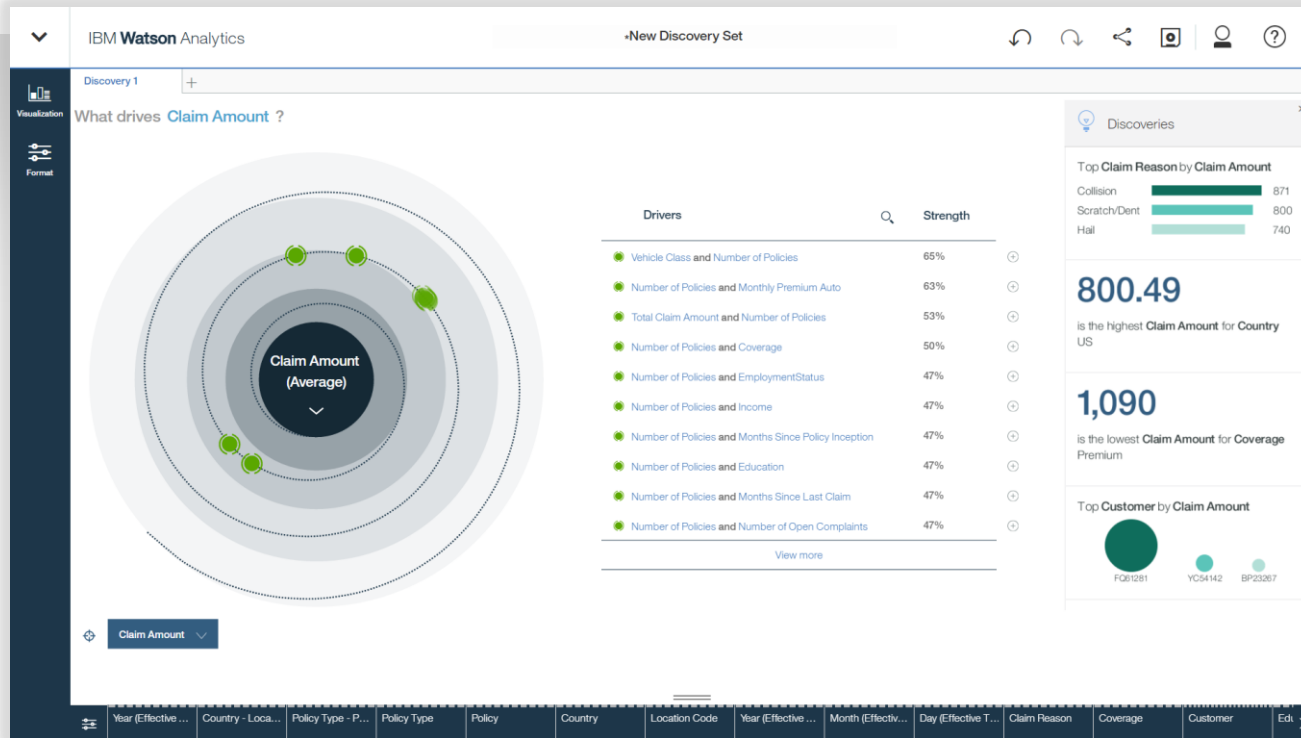 IBM Watson Analytics
*New Discovery Set
Visualization
Format
Discovery 1
What drives Claim Amount ?
Claim Amount
(Average)
Drivers
Strength
Vehicle Class and Number of Policies 65%
Number of Policies and Monthly Premium Auto 63%
Total Claim Amount and Number of Policies 53%
Number of Policies and Coverage 50%
Number of Policies and EmploymentStatus 47%
Number of Policies and Income 47%
Number of Policies and Months Since Policy Inception 47%
Number of Policies and Education 47%
Number of Policies and Months Since Last Claim 47%
Number of Policies and Number of Open Complaints 47%
View more
Discoveries
Top Claim Reason by Claim Amount
Collision 871
Scratch/Dent 800
Hail 740
800.49
is the highest Claim Amount for Country
US
1,090
is the lowest Claim Amount for Coverage
Premium
Top Customer by Claim Amount
FQ61281 YC54142 BP23267
Claim Amount
Year (Effective ... Country - Loca... Policy Type - P... Policy Type Policy Country Location Code Year (Effective ... Month (Effectiv... Day (Effective T... Claim Reason Coverage Customer